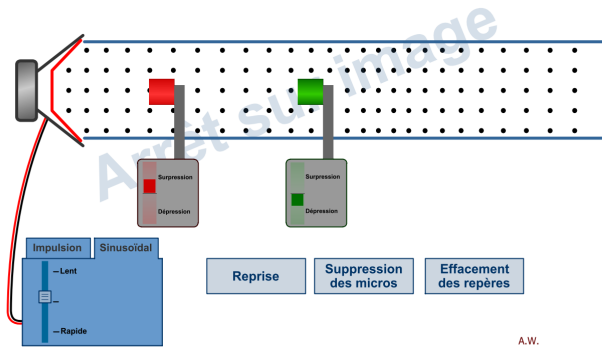 Arrêt sur image
Surpression
Dépression
Surpression
Dépression
Impulsion Sinusoïdal
Lent
Rapide
Reprise
Suppression
des micros
Effacement
des repères
A.W.